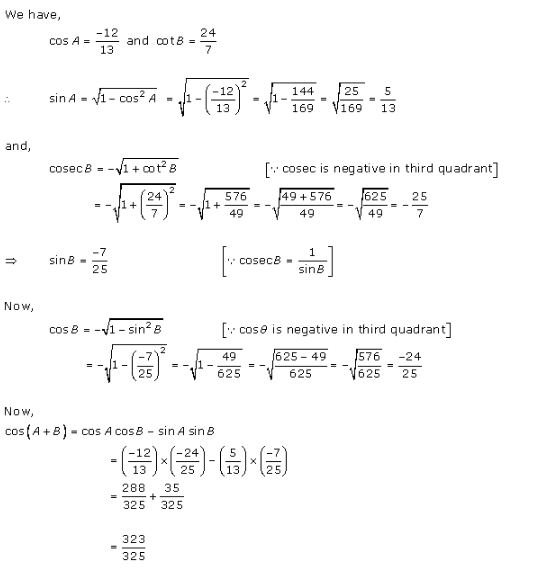 We have,
cos A = -12/13 and cot B = 24/7
∴ sin A = √(1 - cos² A) = √(1 - (-12/13)²) = √(1 - 144/169) = √(25/169) = 5/13
and,
cosec B = -√(1 + cot² B) [∵ cosec is negative in third quadrant]
= -√(1 + (24/7)²) = -√(1 + 576/49) = -√((49 + 576)/49) = -√(625/49) = -25/7
⇒ sin B = -7/25 [∵ cosec B = 1/sin B]
Now,
cos B = -√(1 - sin² B) [∵ cos θ is negative in third quadrant]
= -√(1 - (-7/25)²) = -√(1 - 49/625) = -√((625 - 49)/625) = -√(576/625) = -24/25
Now,
cos(A + B) = cos A cos B - sin A sin B
= (-12/13) × (-24/25) - (5/13) × (-7/25)
= 288/325 + 35/325
= 323/325